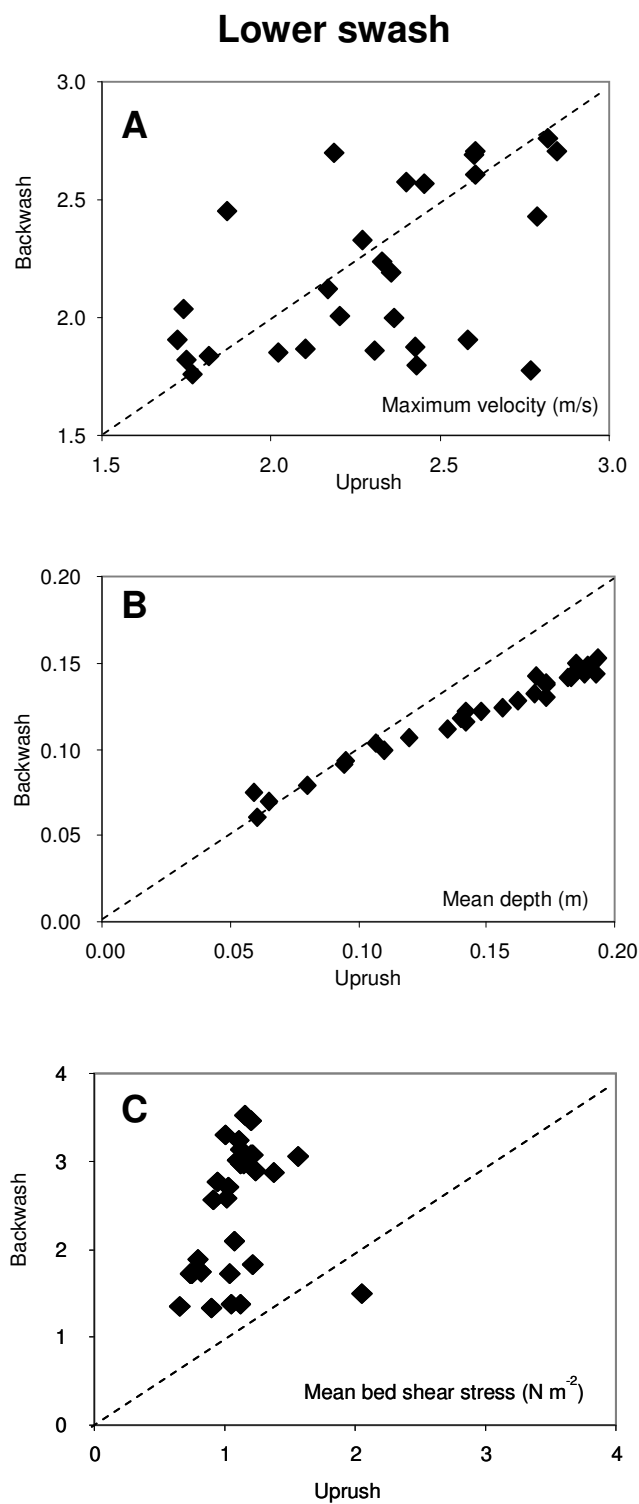 Lower swash
3.0
A
2.5
Backwash
2.0
Maximum velocity (m/s)
1.5
1.5 2.0 2.5 3.0
Uprush
0.20
B
0.15
Backwash
0.10
0.05
Mean depth (m)
0.00
0.00 0.05 0.10 0.15 0.20
Uprush
4
C
3
Backwash
2
1
Mean bed shear stress (N m⁻²)
0
0 1 2 3 4
Uprush